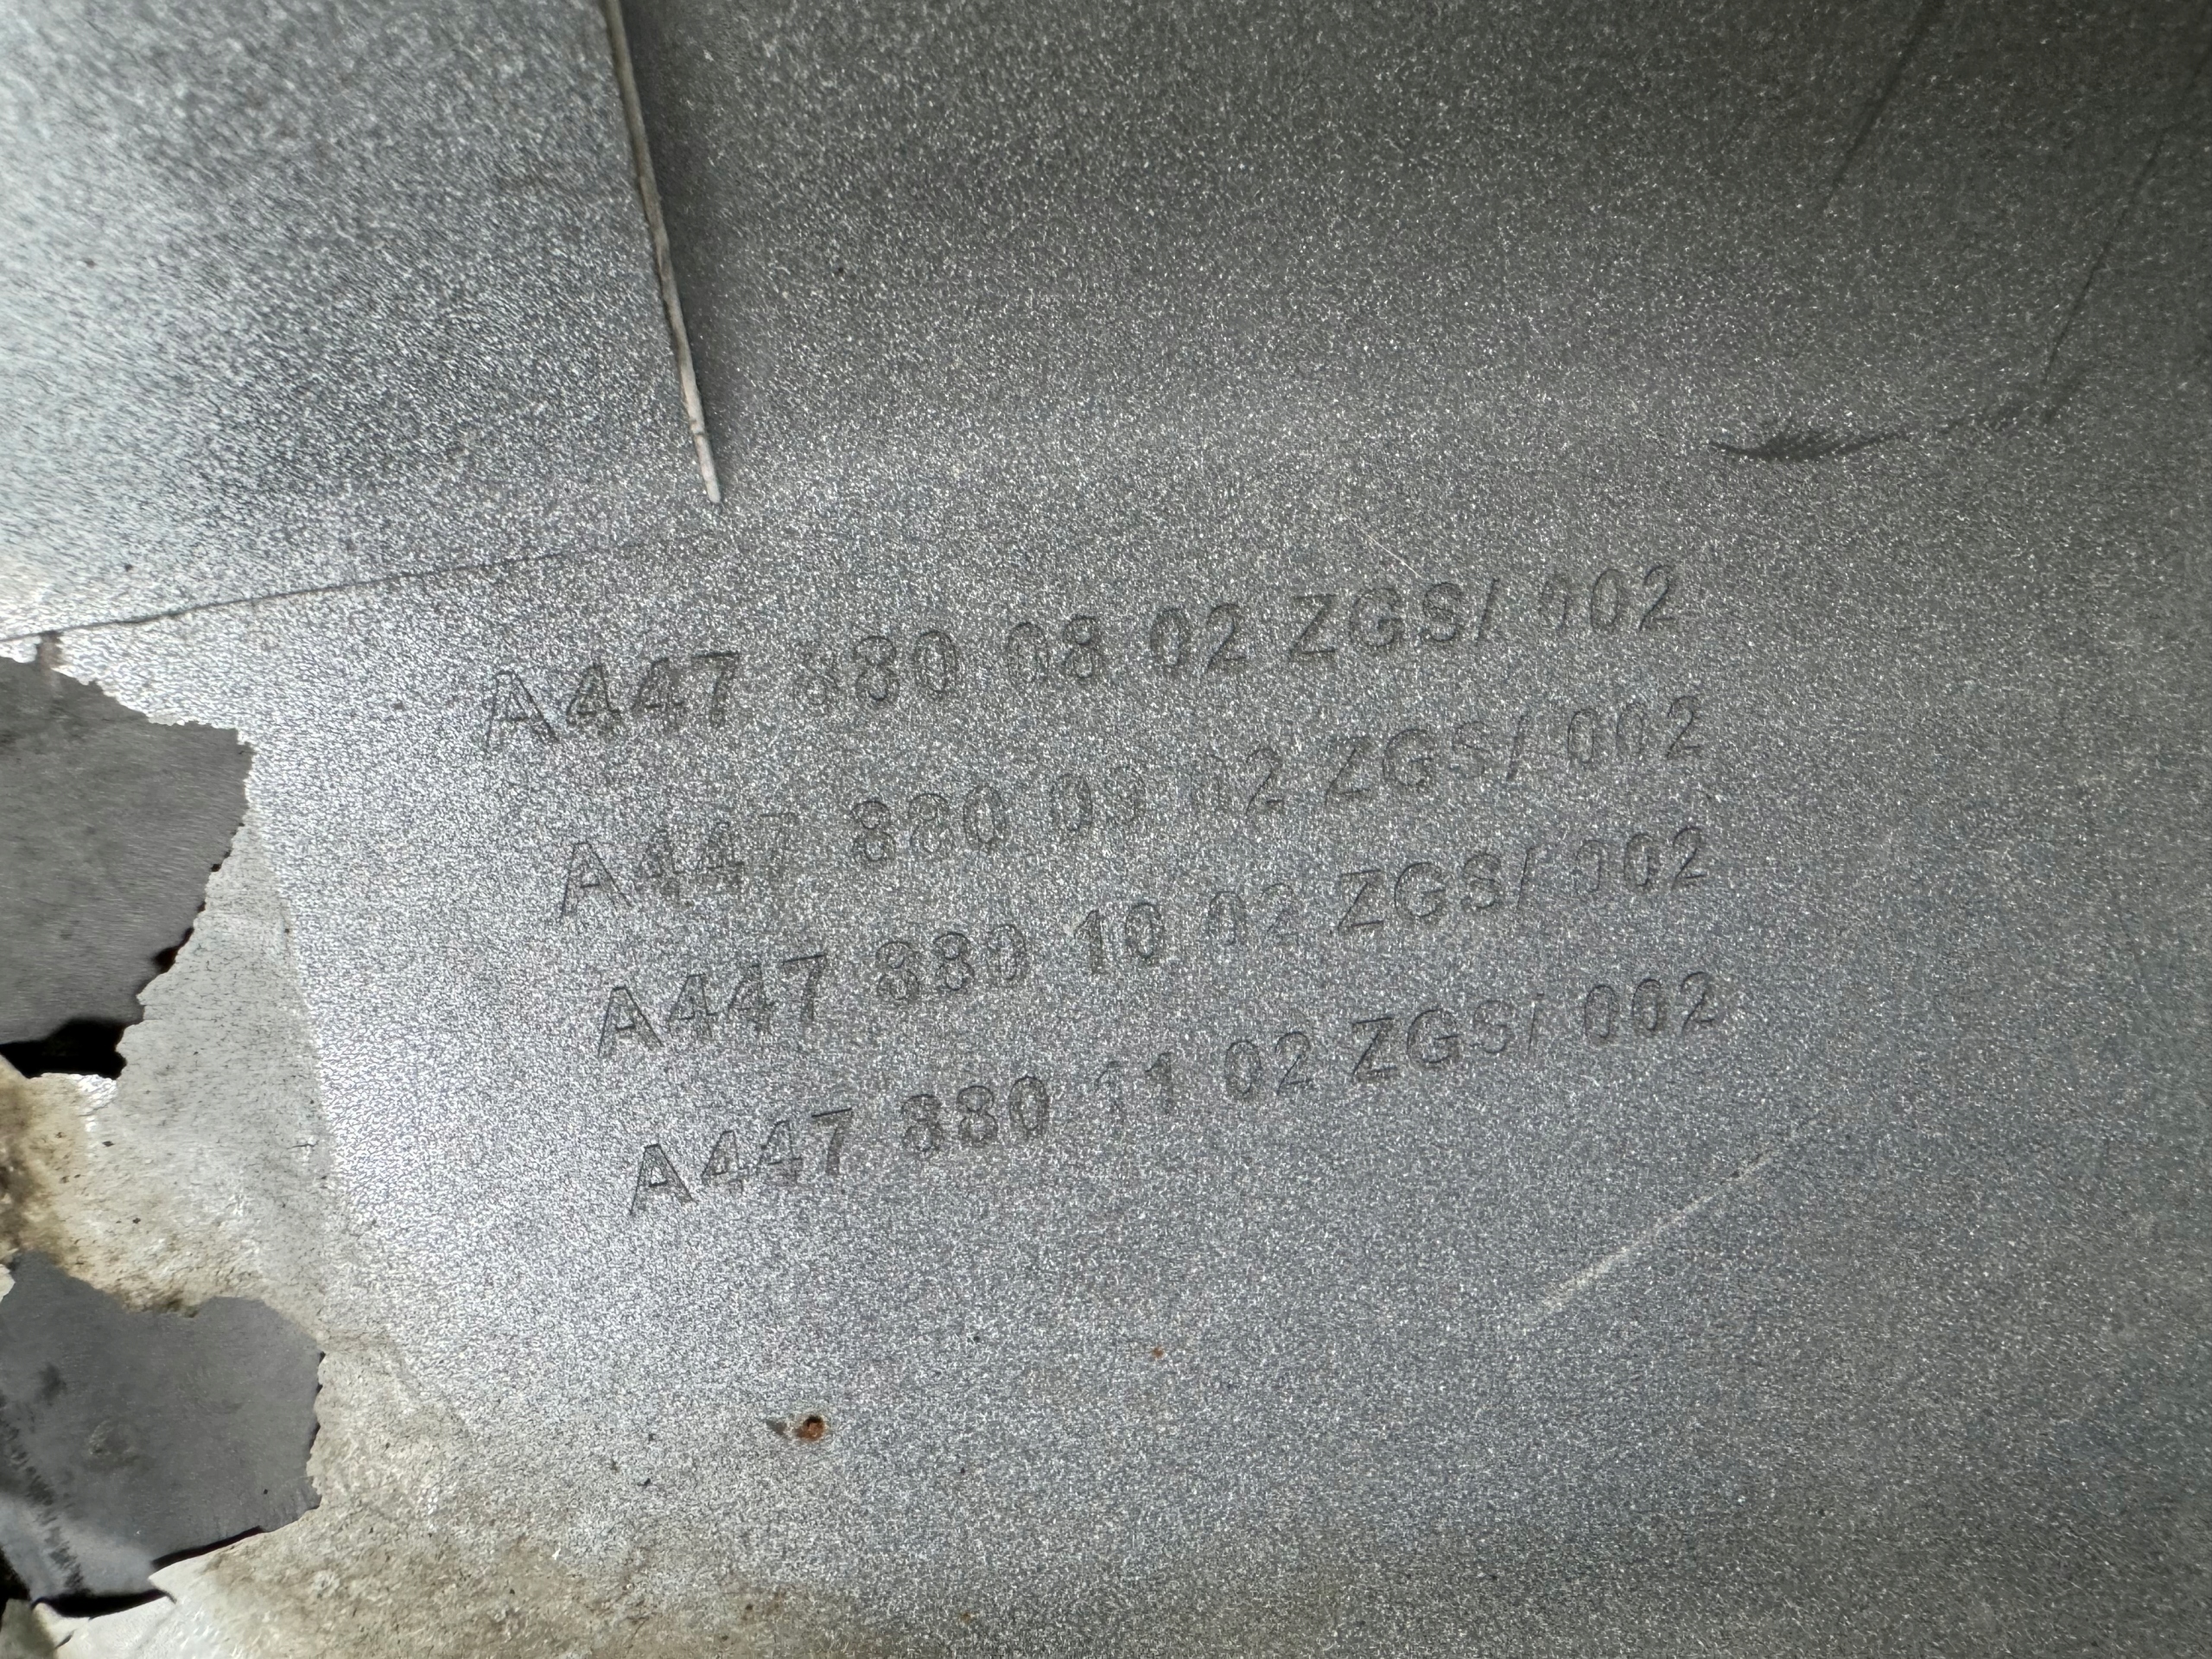 A447 880 08 02 ZGS/ 002
A447 880 09 02 ZGS/ 002
A447 880 10 02 ZGS/ 002
A447 880 11 02 ZGS/ 002